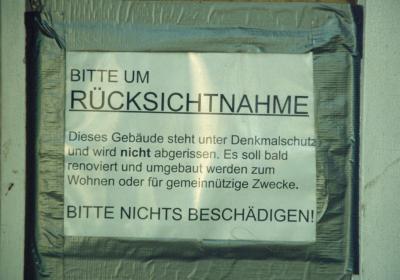 BITTE UM
RÜCKSICHTNAHME
Dieses Gebäude steht unter Denkmalschutz
und wird nicht abgerissen. Es soll bald
renoviert und umgebaut werden zum
Wohnen oder für gemeinnützige Zwecke.
BITTE NICHTS BESCHÄDIGEN!